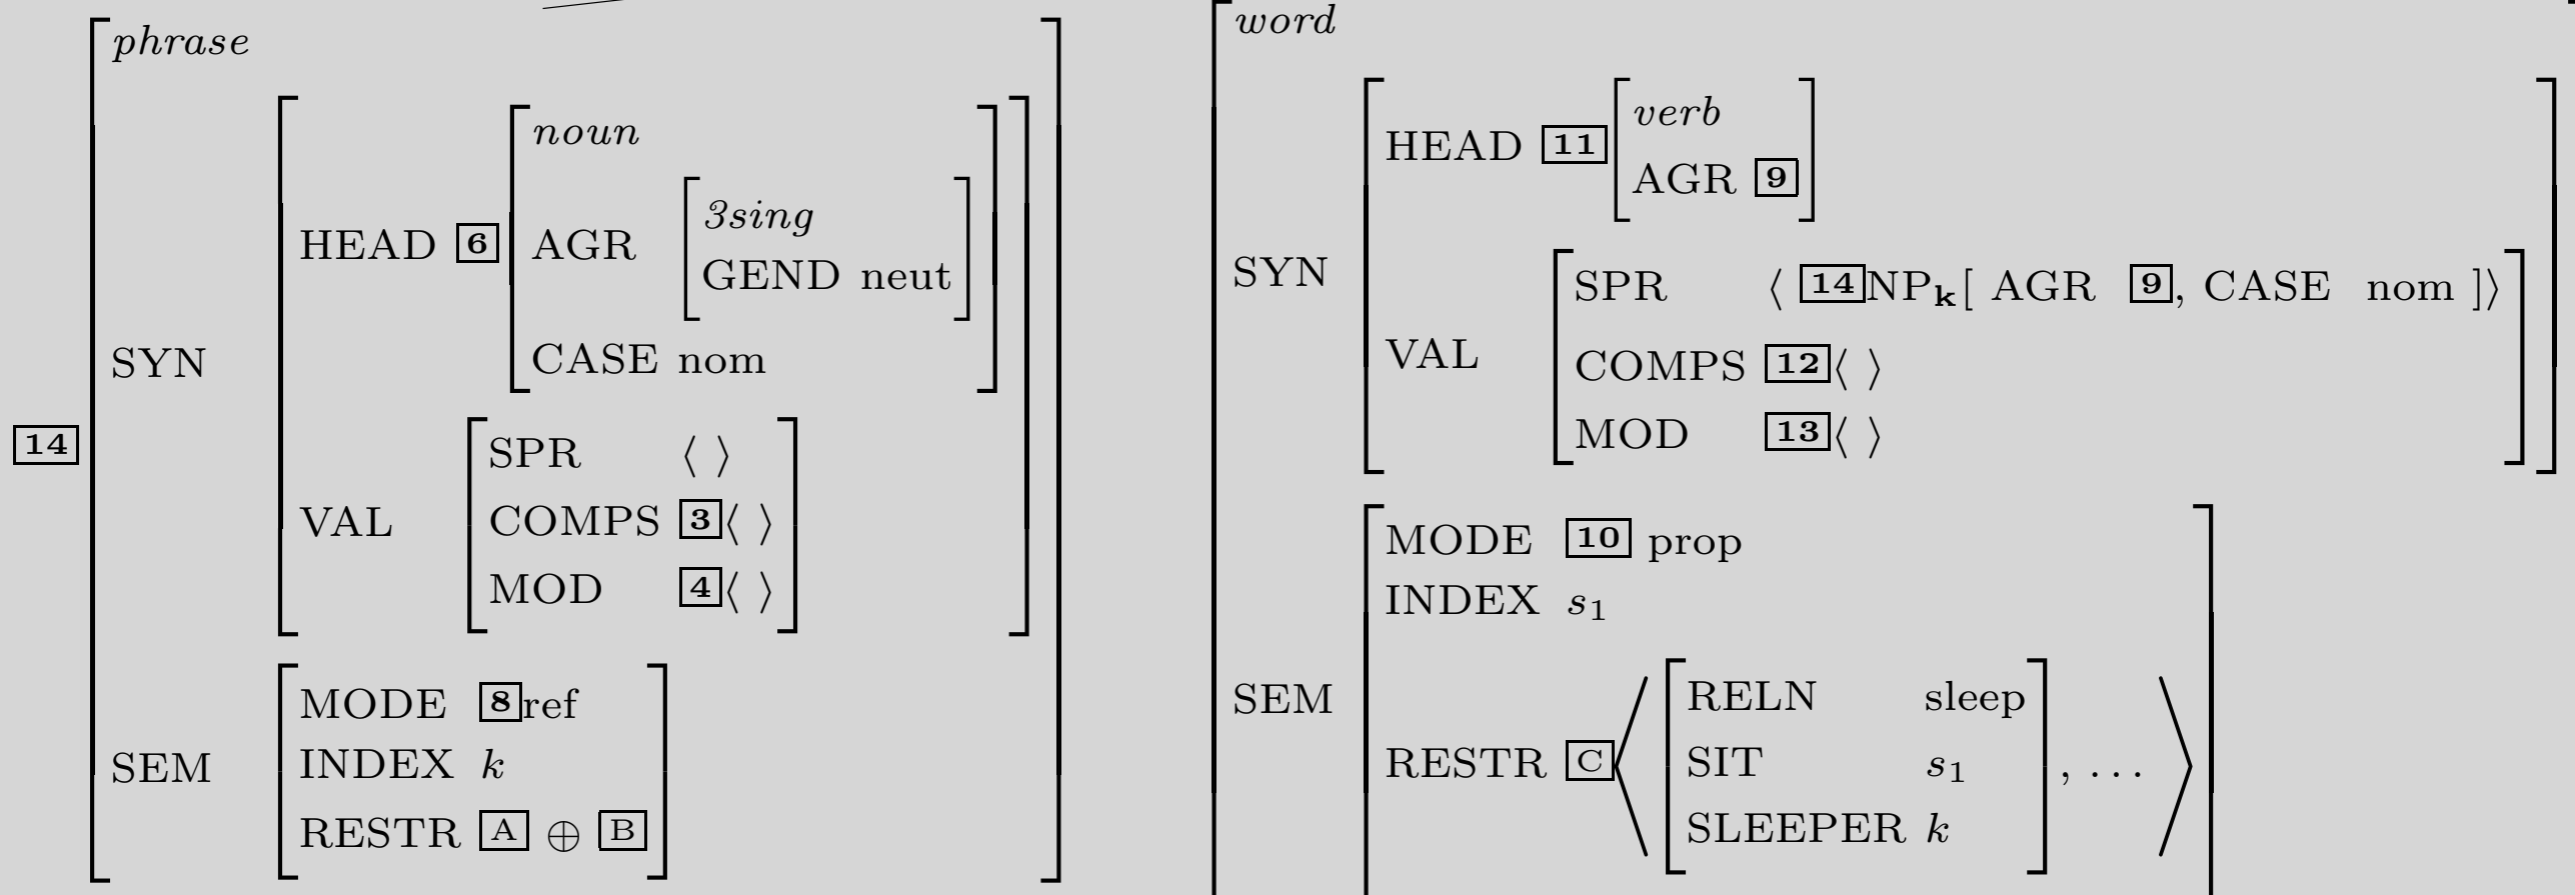 phrase
SYN
HEAD 6
noun
AGR
3sing
GEND neut
CASE nom
VAL
SPR ⟨ ⟩
COMPS 3⟨ ⟩
MOD 4⟨ ⟩
14
SEM
MODE 8ref
INDEX k
RESTR A ⊕ B
word
SYN
HEAD 11
verb
AGR 9
VAL
SPR ⟨ 14NPk[ AGR 9, CASE nom ]⟩
COMPS 12⟨ ⟩
MOD 13⟨ ⟩
SEM
MODE 10 prop
INDEX s1
RESTR C
RELN sleep
SIT s1
SLEEPER k
, ...